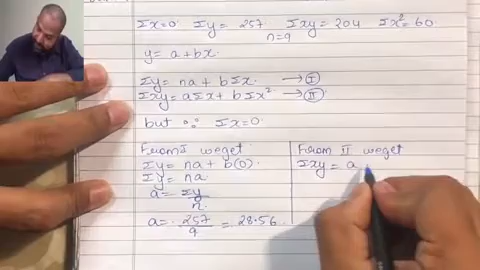 Σx=0 Σy = 257 Σxy = 204 Σx² = 60
n=9
y = a+bx.
Σy = na + bΣx. → I
Σxy = aΣx + bΣx² → II
but ∵ Σx=0.
From I we get
Σy = na + b(0).
Σy = na.
a = Σy/n.
a = 257/9 = 28.56
From II we get
Σxy = a